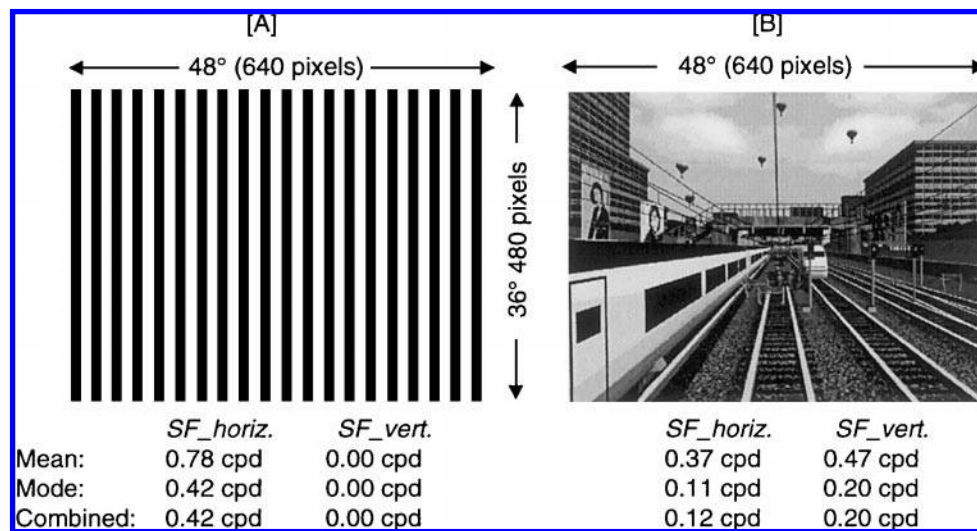 [A] [B]
48° (640 pixels) 48° (640 pixels)
36° 480 pixels
SF_horiz. SF_vert. SF_horiz. SF_vert.
Mean: 0.78 cpd 0.00 cpd 0.37 cpd 0.47 cpd
Mode: 0.42 cpd 0.00 cpd 0.11 cpd 0.20 cpd
Combined: 0.42 cpd 0.00 cpd 0.12 cpd 0.20 cpd